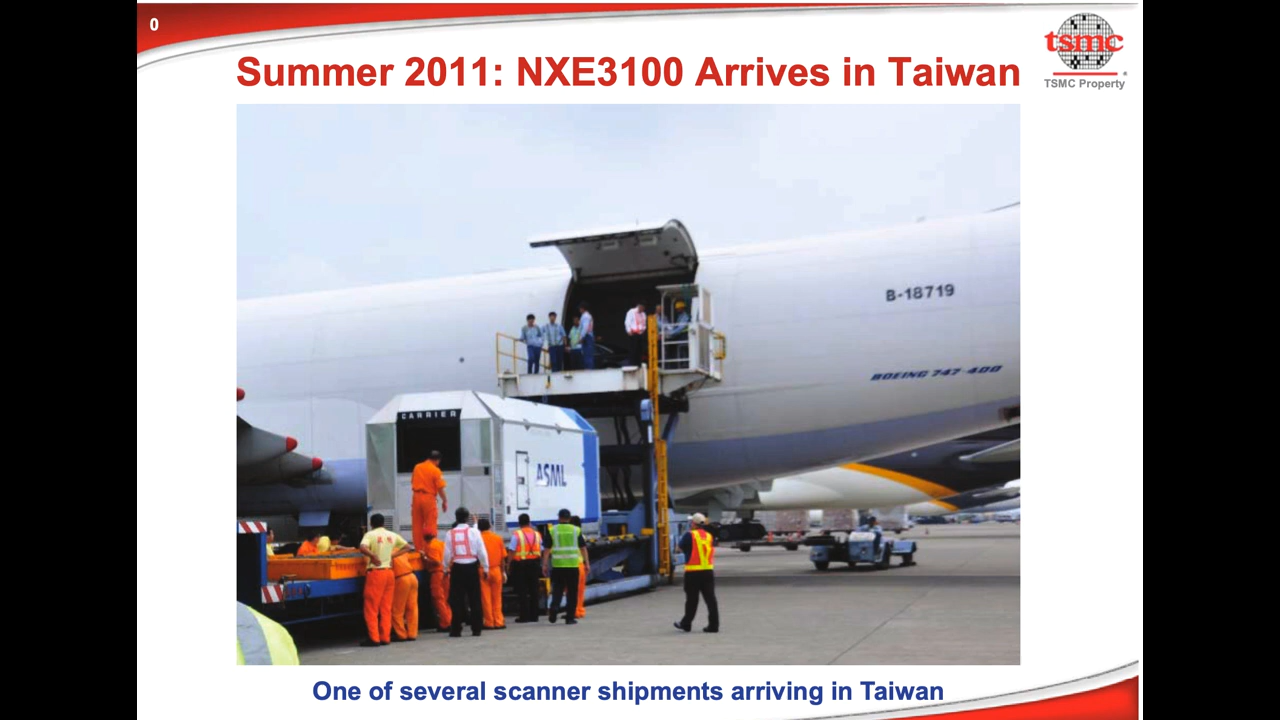 0
Summer 2011: NXE3100 Arrives in Taiwan
tsmc
TSMC Property
B-18719
BOEING 747-400
CARRIER
ASML
One of several scanner shipments arriving in Taiwan